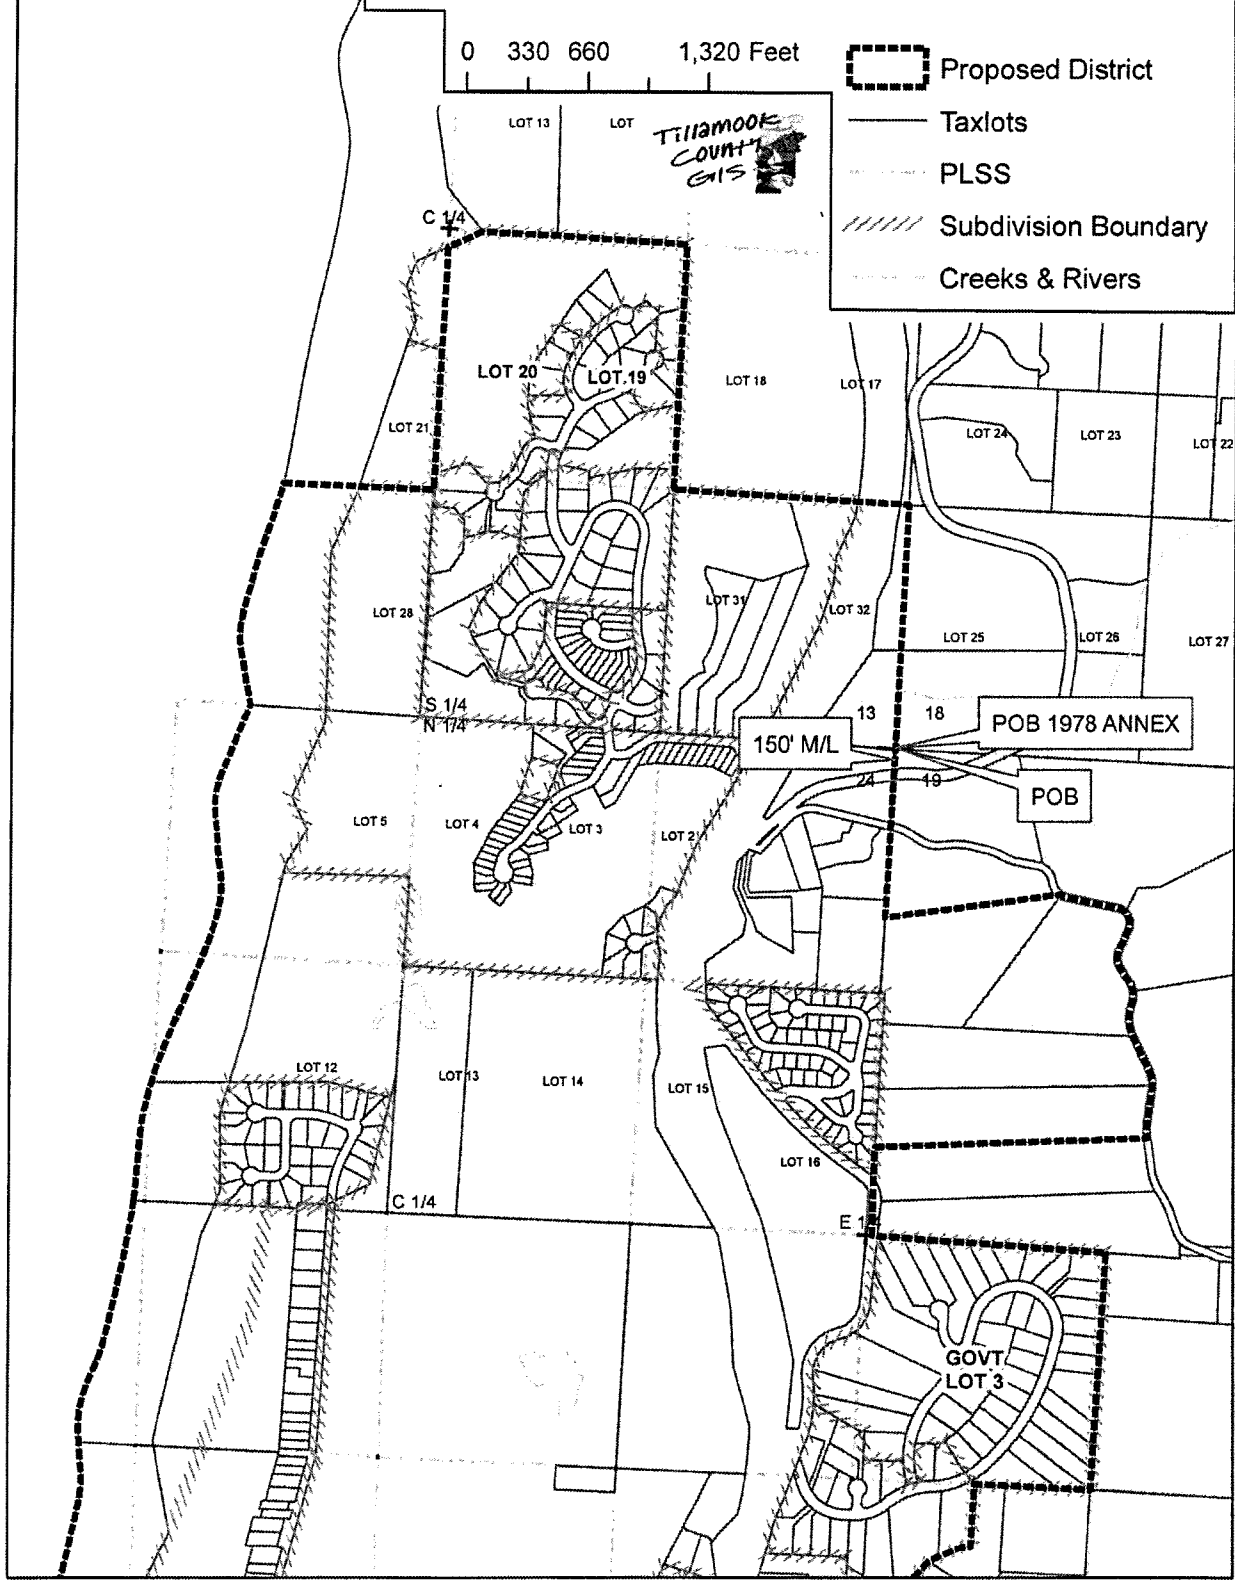 0 330 660 1,320 Feet
Proposed District
Taxlots
PLSS
Subdivision Boundary
Creeks & Rivers
LOT 13 LOT
Tillamook
County
GIS
C 1/4
LOT 20 LOT 19 LOT 18 LOT 17
LOT 21 LOT 24 LOT 23 LOT 22
LOT 28 LOT 31 LOT 32 LOT 25 LOT 26 LOT 27
S 1/4
N 1/4
13 18
150' M/L
POB 1978 ANNEX
24 19
POB
LOT 5 LOT 4 LOT 3 LOT 2
LOT 12 LOT 13 LOT 14 LOT 15
LOT 16
C 1/4
E 1
GOVT
LOT 3